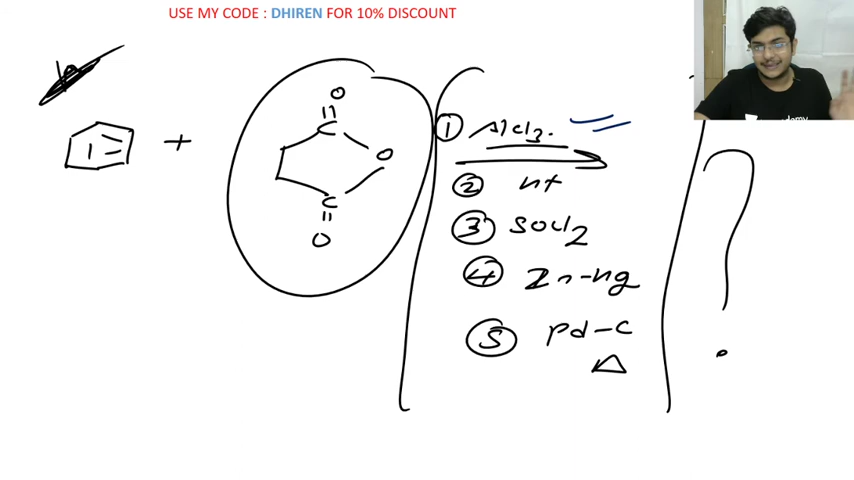 USE MY CODE : DHIREN FOR 10% DISCOUNT
+
O
C
O
C
O
① AlCl3.
② H+
③ SOCl2
④ Zn-Hg
⑤ Pd-C
△
?